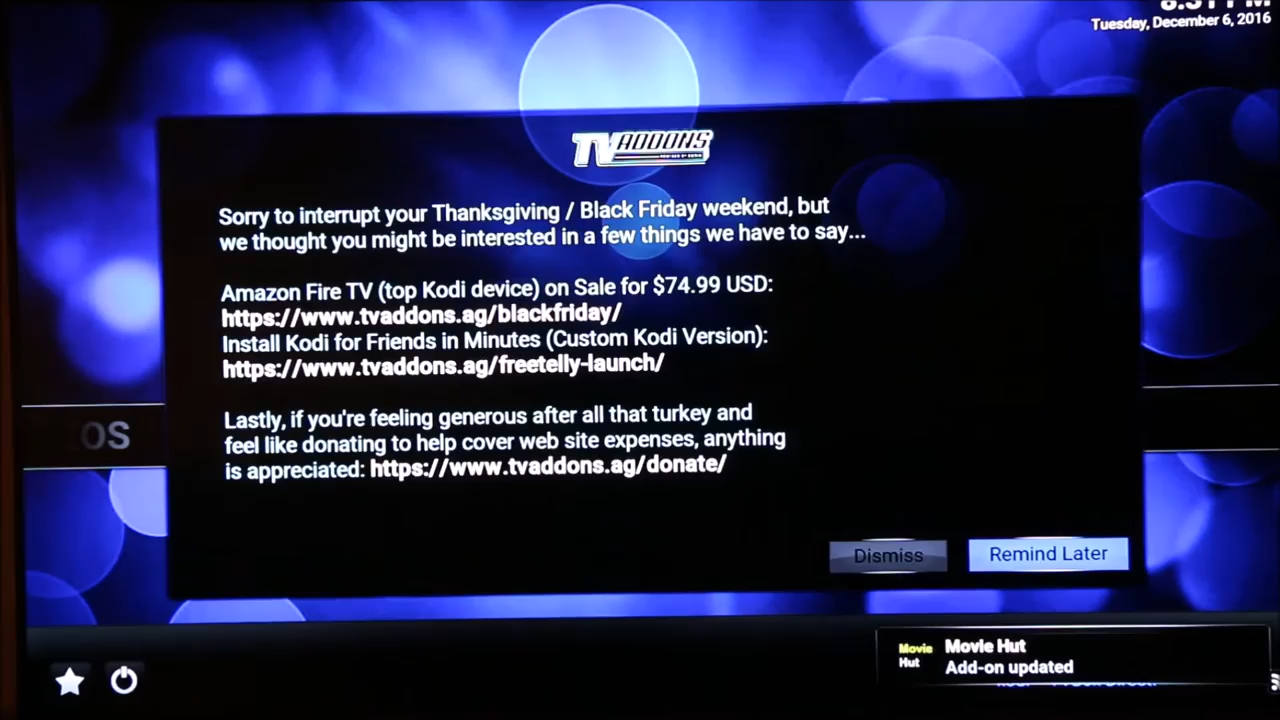 Tuesday, December 6, 2016
TV ADDONS
Sorry to interrupt your Thanksgiving / Black Friday weekend, but
we thought you might be interested in a few things we have to say...
Amazon Fire TV (top Kodi device) on Sale for $74.99 USD:
https://www.tvaddons.ag/blackfriday/
Install Kodi for Friends in Minutes (Custom Kodi Version):
https://www.tvaddons.ag/freetelly-launch/
Lastly, if you're feeling generous after all that turkey and
feel like donating to help cover web site expenses, anything
is appreciated: https://www.tvaddons.ag/donate/
OS
Dismiss
Remind Later
Movie
Hut
Movie Hut
Add-on updated